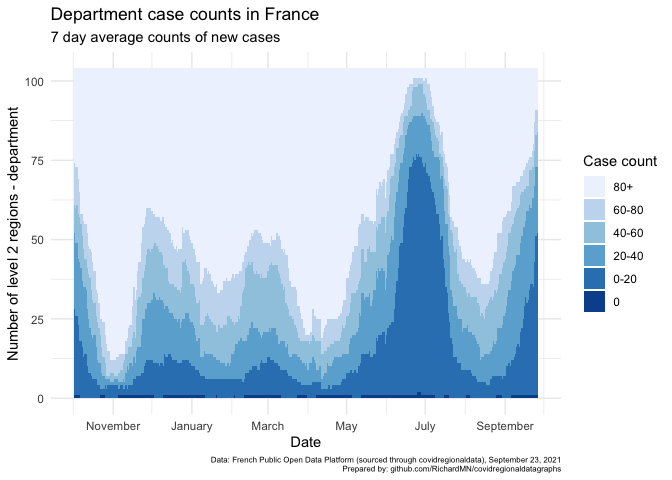 Department case counts in France
7 day average counts of new cases
Number of level 2 regions - department
100
75
50
25
0
November January March May July September
Date
Case count
80+
60-80
40-60
20-40
0-20
0
Data: French Public Open Data Platform (sourced through covidregionaldata), September 23, 2021
Prepared by: github.com/RichardMN/covidregionaldatagraphs